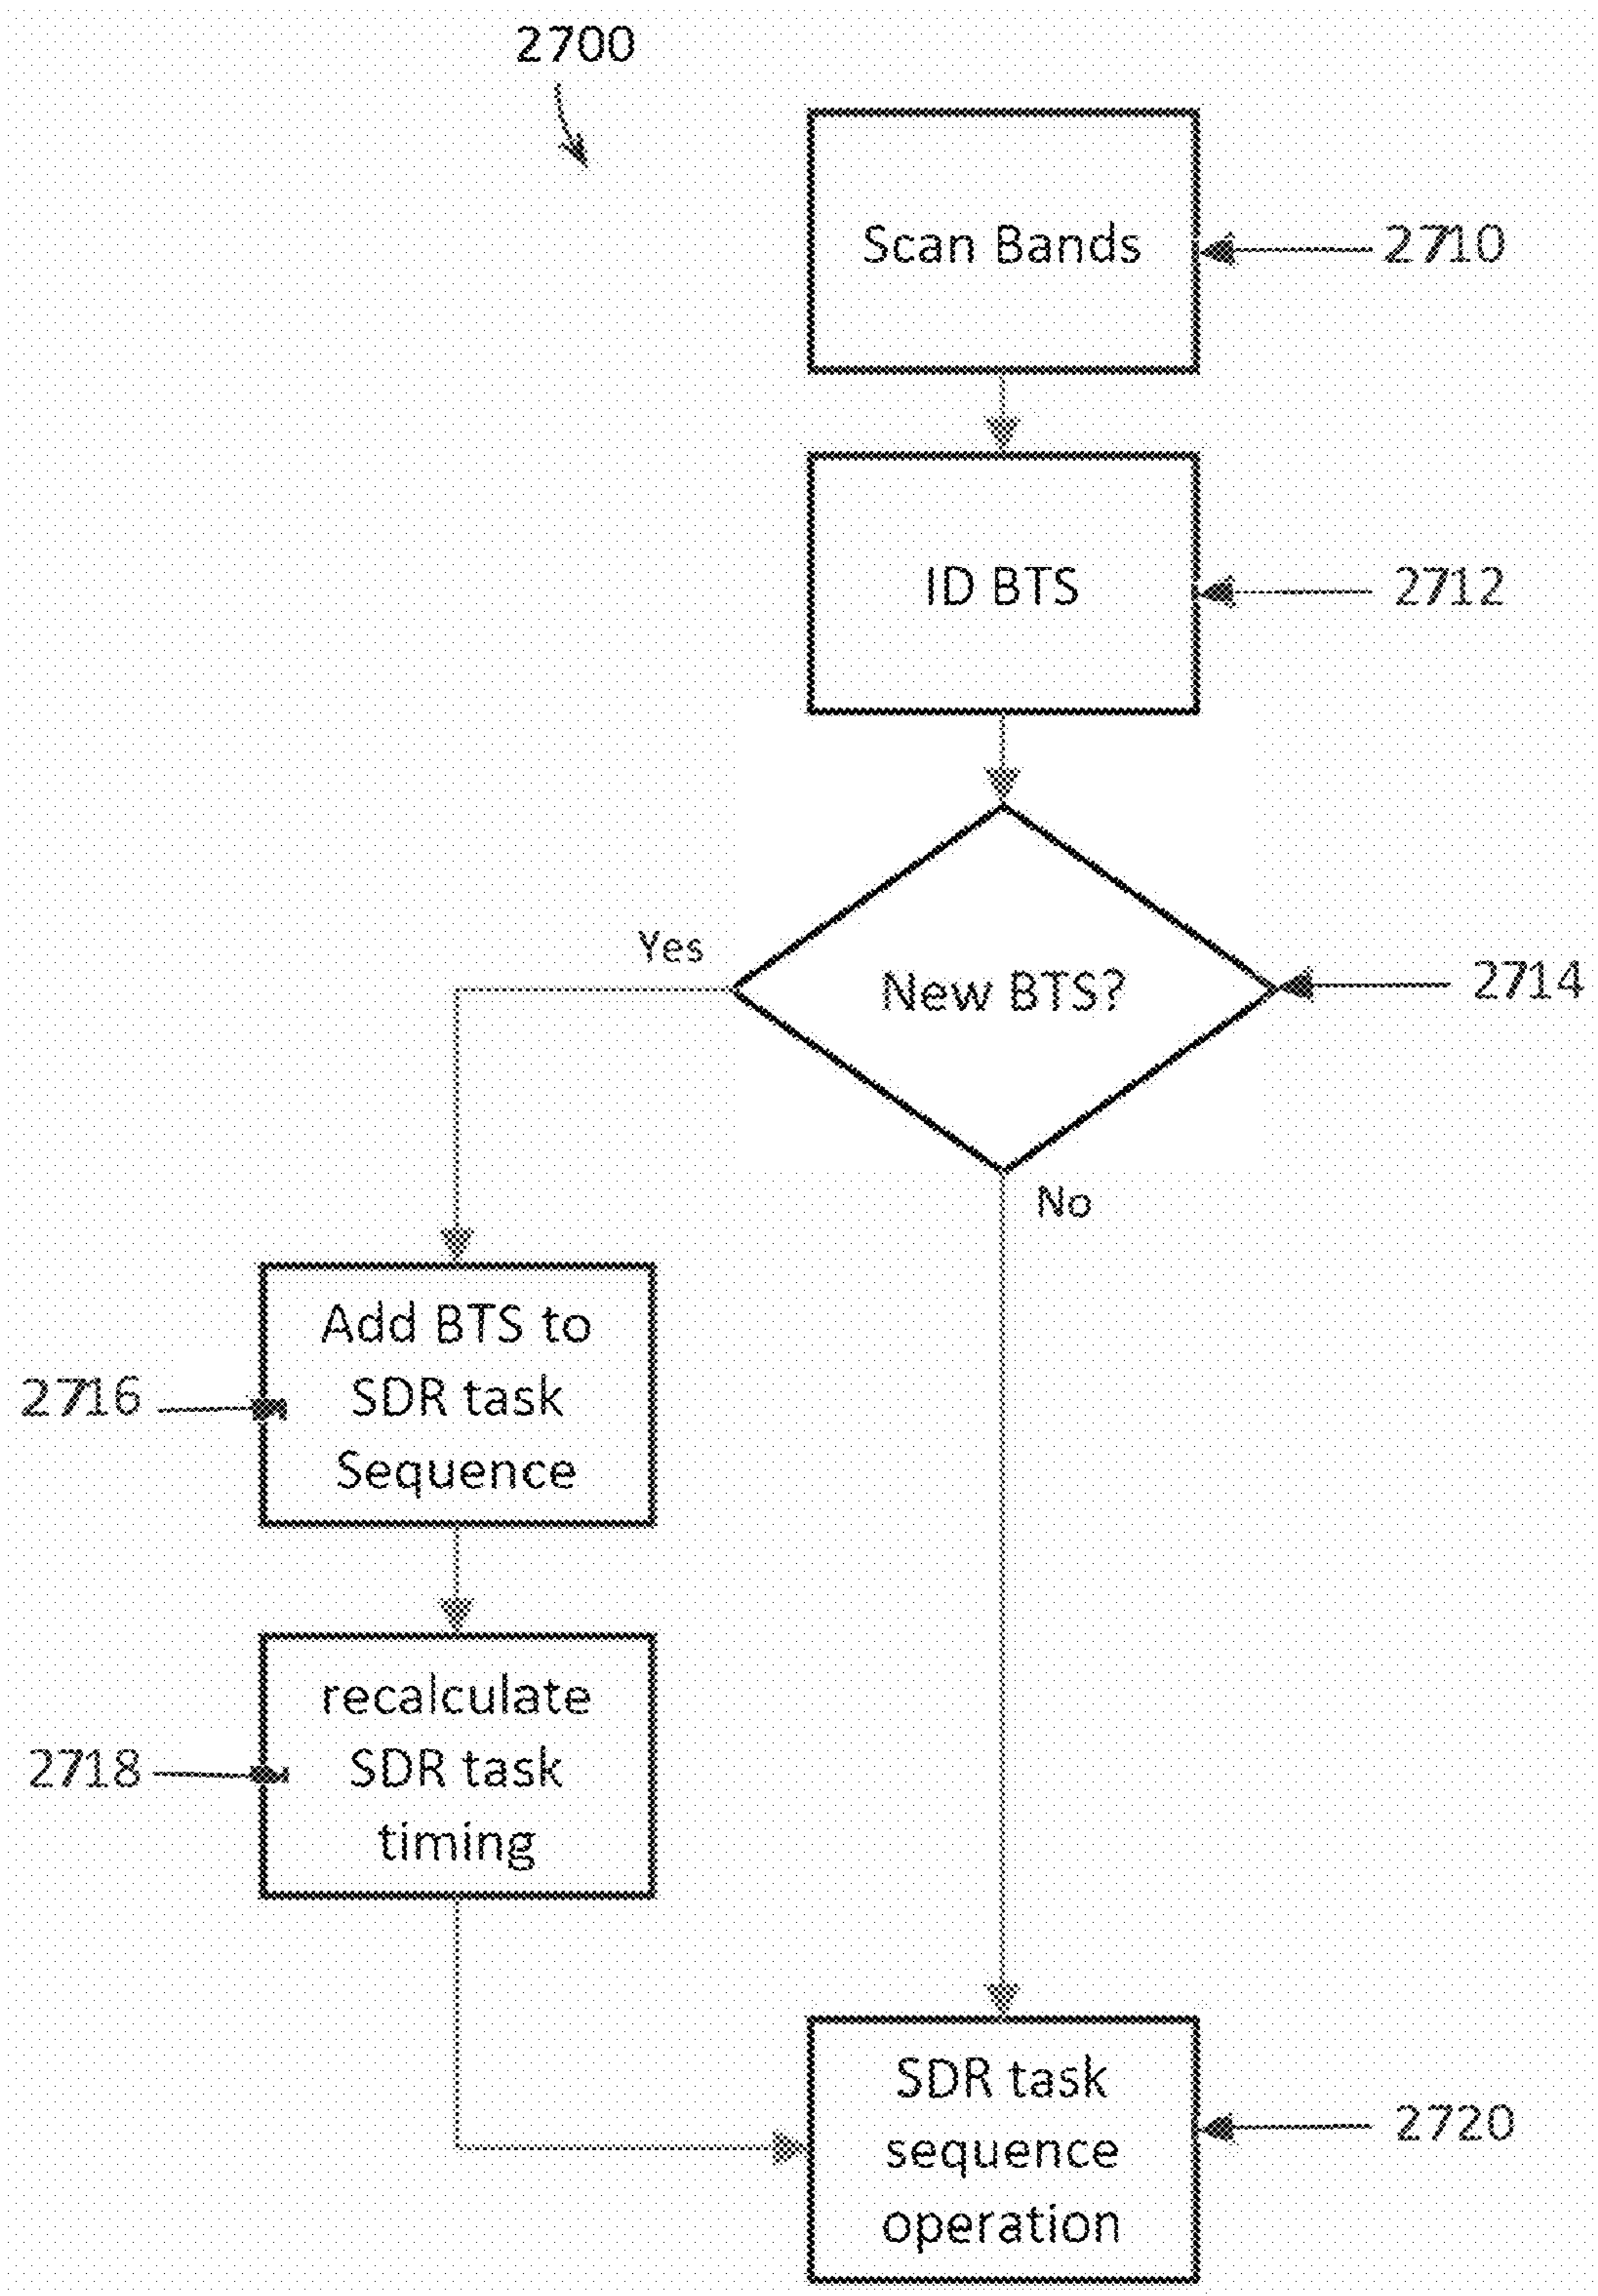 2700
Scan Bands
2710
ID BTS
2712
Yes
New BTS?
2714
No
Add BTS to
SDR task
Sequence
2716
recalculate
SDR task
timing
2718
SDR task
sequence
operation
2720